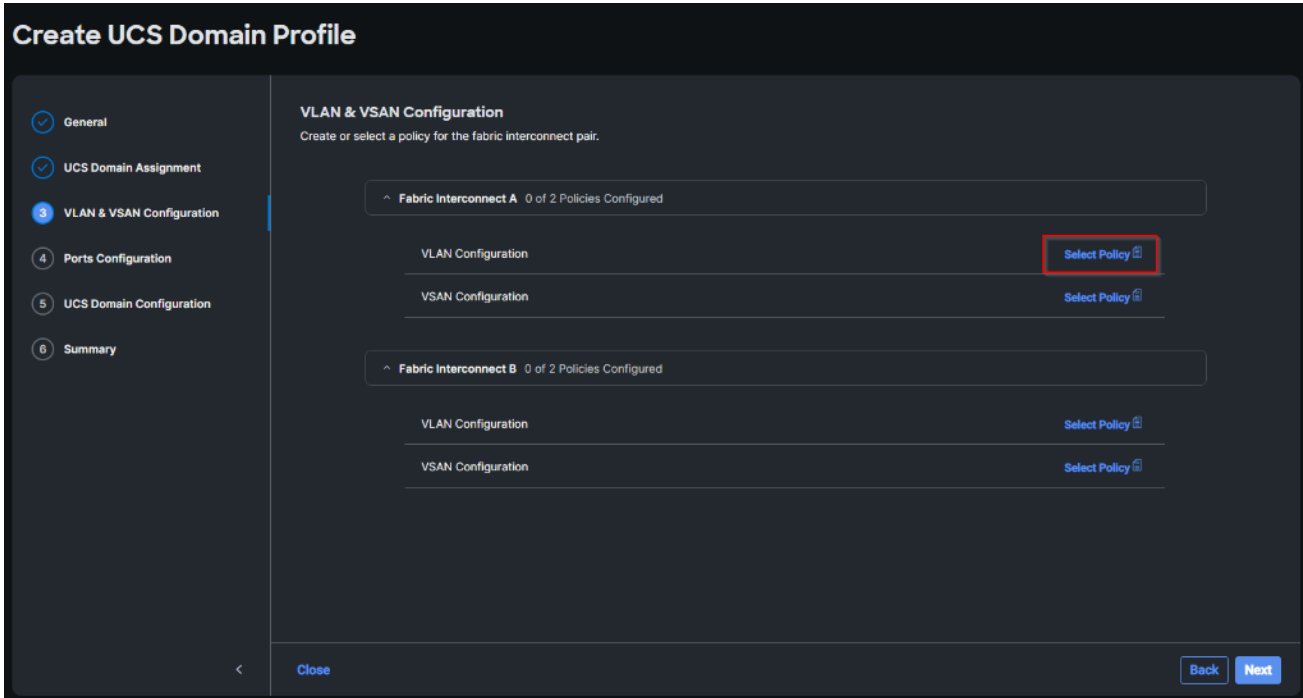 Create UCS Domain Profile
General
UCS Domain Assignment
3 VLAN & VSAN Configuration
4 Ports Configuration
5 UCS Domain Configuration
6 Summary
VLAN & VSAN Configuration
Create or select a policy for the fabric interconnect pair.
Fabric Interconnect A 0 of 2 Policies Configured
VLAN Configuration Select Policy
VSAN Configuration Select Policy
Fabric Interconnect B 0 of 2 Policies Configured
VLAN Configuration Select Policy
VSAN Configuration Select Policy
Close Back Next